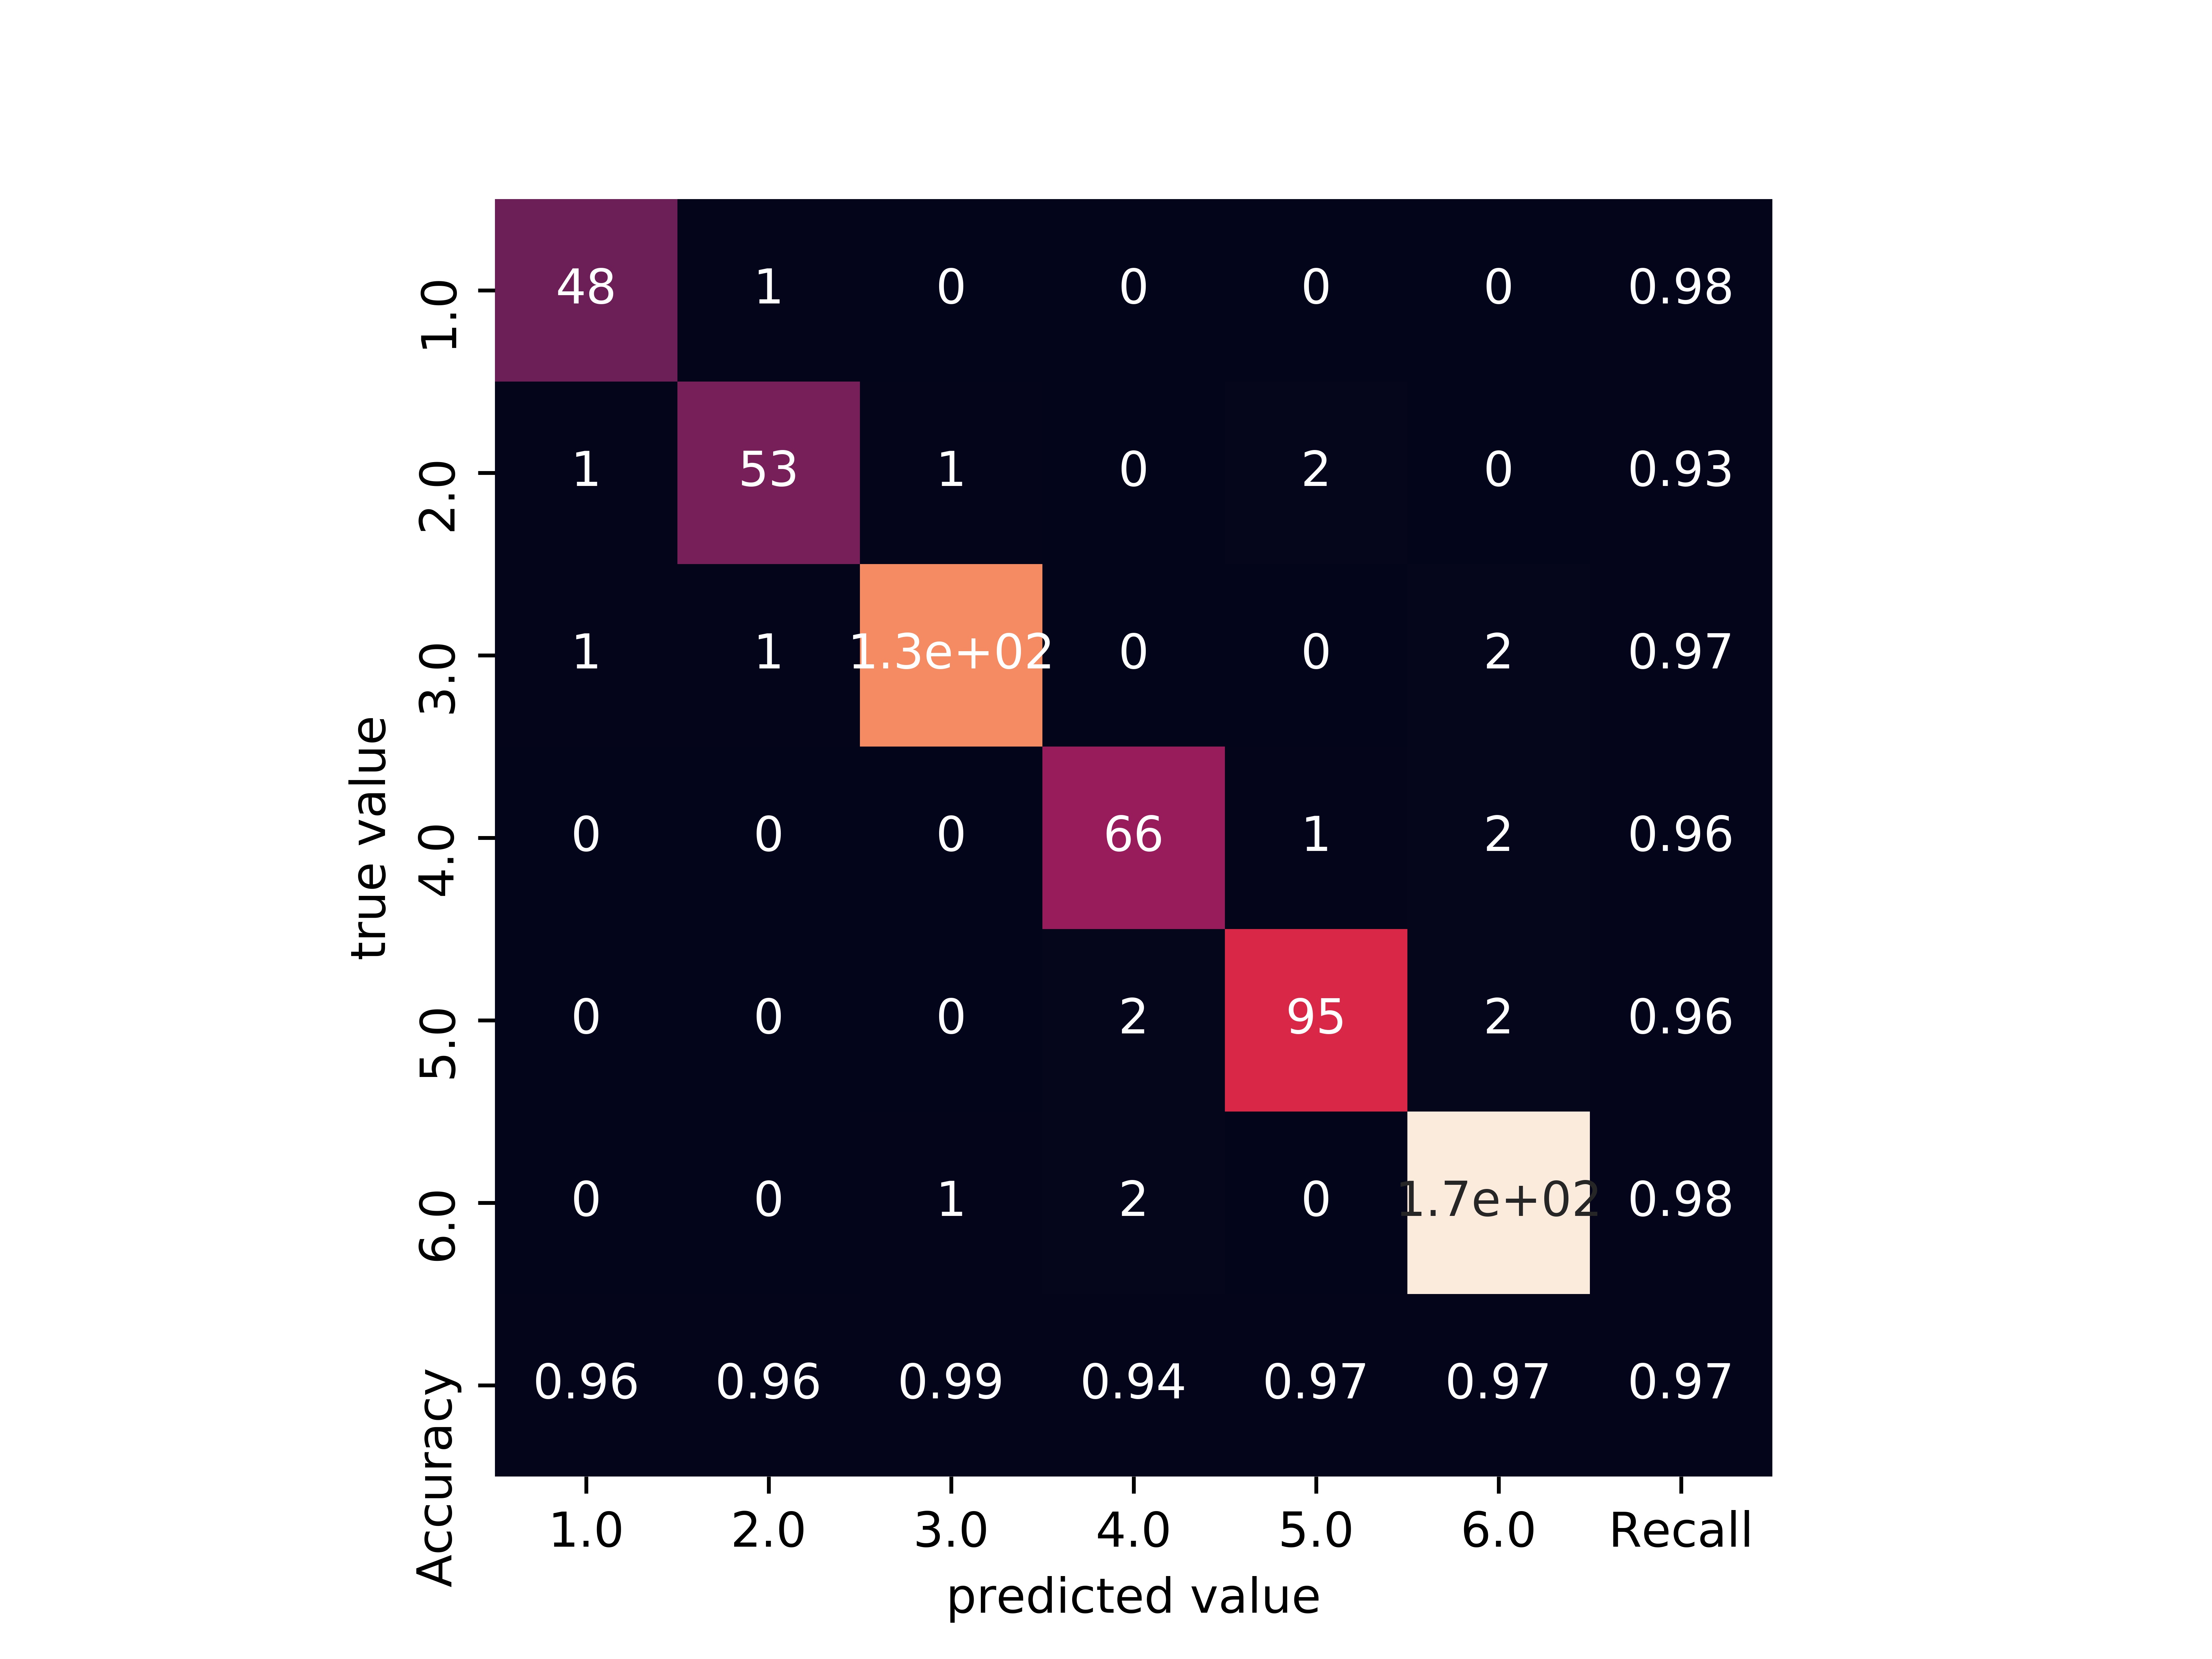 1.0 48 1 0 0 0 0 0.98
2.0 1 53 1 0 2 0 0.93
3.0 1 1 1.3e+02 0 0 2 0.97
4.0 0 0 0 66 1 2 0.96
5.0 0 0 0 2 95 2 0.96
6.0 0 0 1 2 0 1.7e+02 0.98
Accuracy 0.96 0.96 0.99 0.94 0.97 0.97 0.97
true value
1.0 2.0 3.0 4.0 5.0 6.0 Recall
predicted value